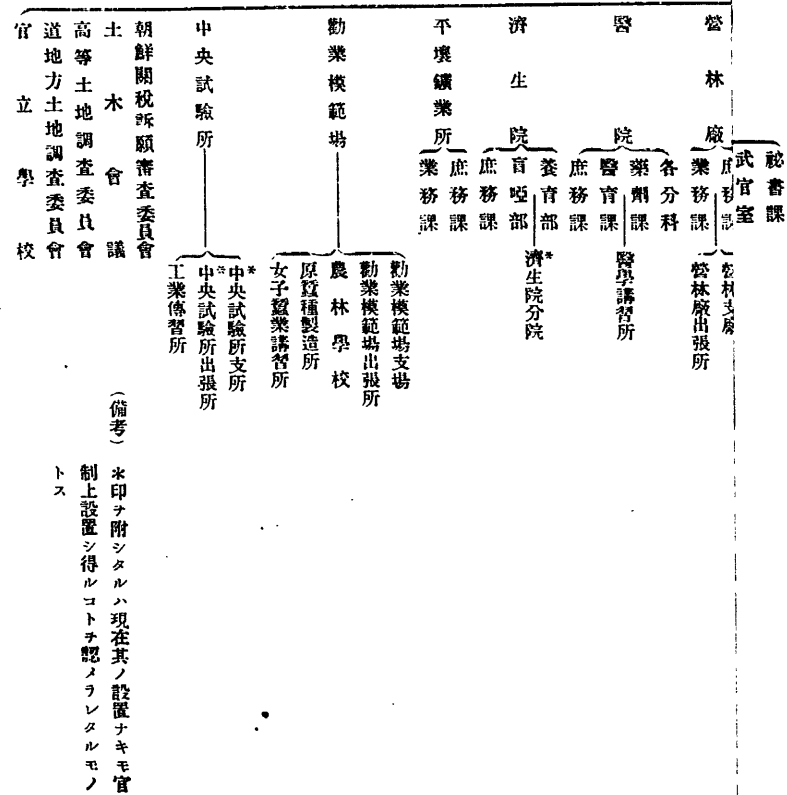 祕書課
武官室
營林廠
庶務課
業務課
營林支廠
營林廠出張所
醫院
各分科
藥劑課
醫育課
庶務課
醫學講習所
濟生院
養育部
盲啞部
庶務課
濟生院分院*
平壤鑛業所
庶務課
業務課
勸業模範場
勸業模範場支場
勸業模範場出張所
農林學校
原蠶種製造所
女子蠶業講習所
中央試驗所
中央試驗所支所*
中央試驗所出張所*
工業傳習所
朝鮮關稅訴願審査委員會
土木會議
高等土地調査委員會
道地方土地調査委員會
官立學校
(備考) *印ヲ附シタルハ現在其ノ設置ナキモ官
制上設置シ得ルコトヲ認メラレタルモノ
トス